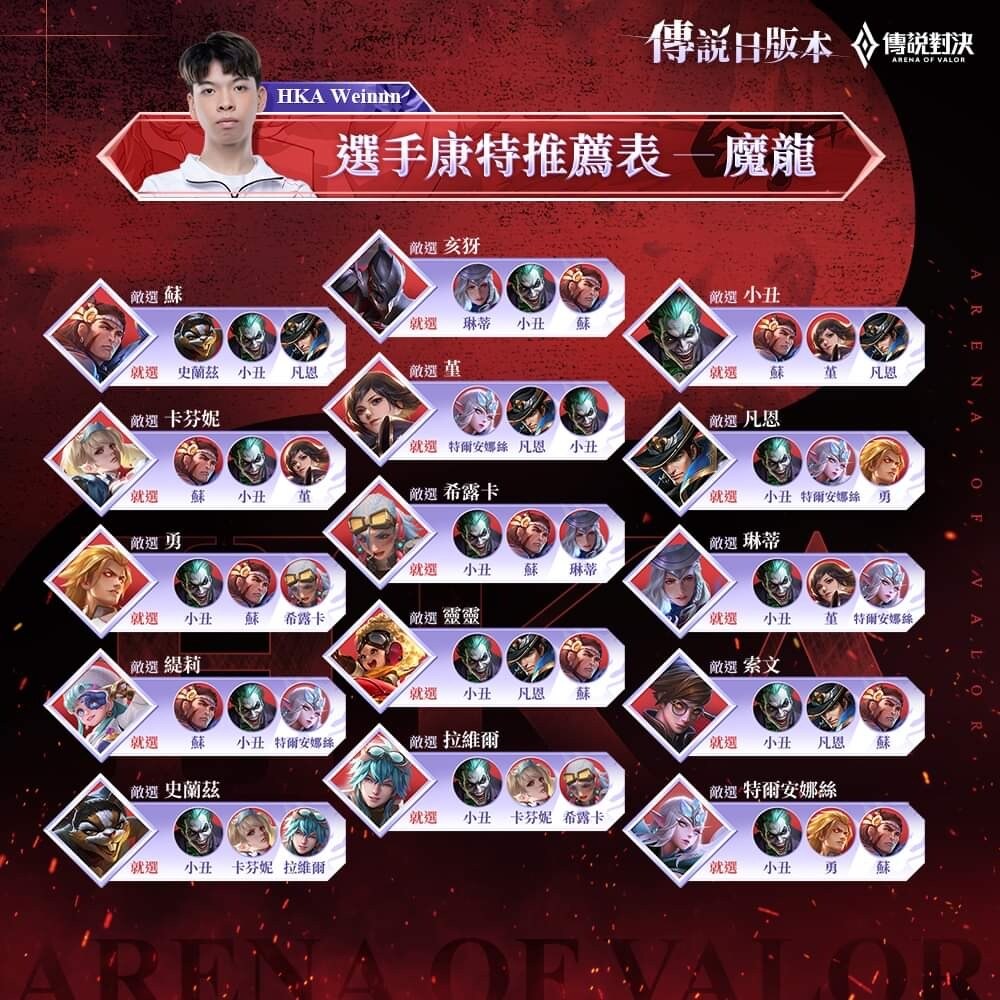 傳説日版本
傳說對決
ARENA OF VALOR
HKA Weinnn
選手康特推薦表－魔龍
敵選 蘇
就選 史蘭茲 小丑 凡恩
敵選 卡芬妮
就選 蘇 小丑 菫
敵選 勇
就選 小丑 蘇 希露卡
敵選 緹莉
就選 蘇 小丑 特爾安娜絲
敵選 史蘭茲
就選 小丑 卡芬妮 拉維爾
敵選 亥犽
就選 琳蒂 小丑 蘇
敵選 菫
就選 特爾安娜絲 凡恩 小丑
敵選 希露卡
就選 小丑 蘇 琳蒂
敵選 靈靈
就選 小丑 凡恩 蘇
敵選 拉維爾
就選 小丑 卡芬妮 希露卡
敵選 小丑
就選 蘇 菫 凡恩
敵選 凡恩
就選 小丑 特爾安娜絲 勇
敵選 琳蒂
就選 小丑 菫 特爾安娜絲
敵選 索文
就選 小丑 凡恩 蘇
敵選 特爾安娜絲
就選 小丑 勇 蘇
ARENA OF VALOR
HKA
ARENA OF VALOR